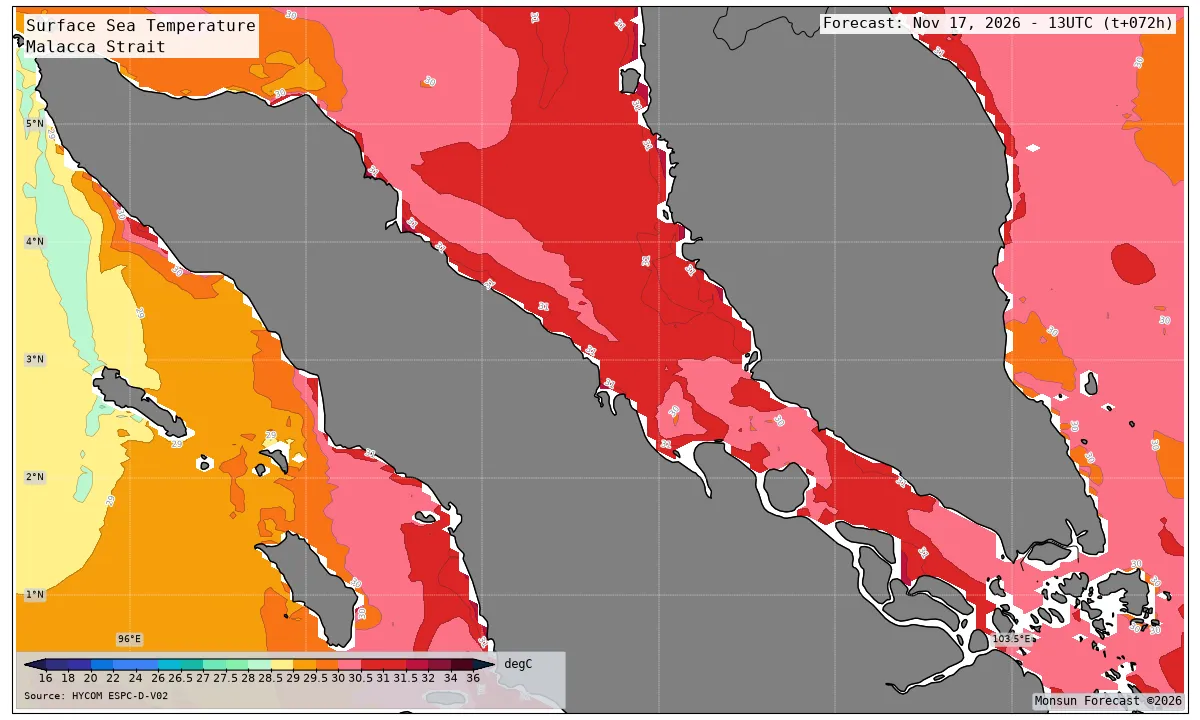 Surface Sea Temperature
Malacca Strait
Forecast: Nov 17, 2026 - 13UTC (t+072h)
5°N
4°N
3°N
2°N
1°N
96°E
103.5°E
degC
16 18 20 22 24 26 26.5 27 27.5 28 28.5 29 29.5 30 30.5 31 31.5 32 34 36
Source: HYCOM ESPC-D-V02
Monsun Forecast ©2026